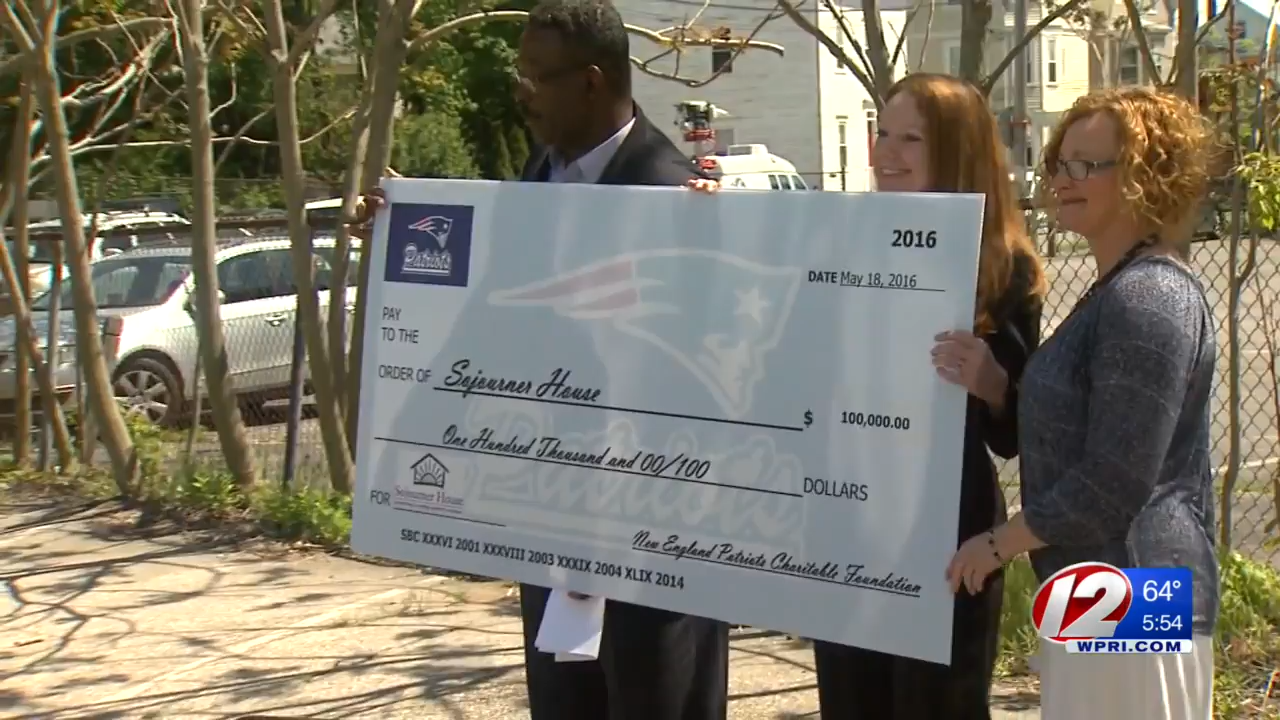 Patriots
2016
DATE May 18, 2016
PAY
TO THE
ORDER OF Sojourner House
$ 100,000.00
One Hundred Thousand and 00/100
DOLLARS
Patriots
FOR Sojourner House
New England Patriots Charitable Foundation
SBC XXXVI 2001 XXXVIII 2003 XXXIX 2004 XLIX 2014
12
64°
5:54
WPRI.COM